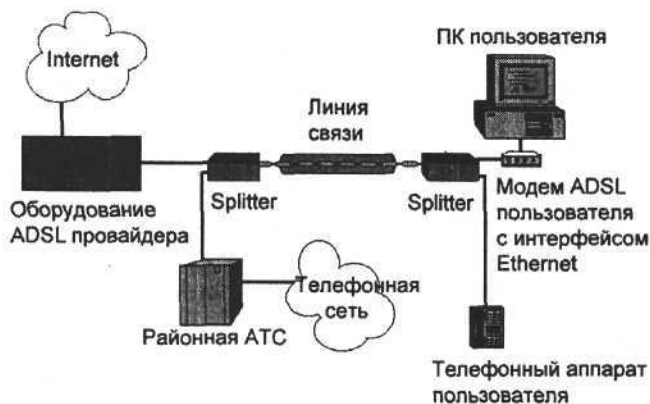 Internet
ПК пользователя
Линия
связи
Оборудование
ADSL провайдера
Splitter
Splitter
Модем ADSL
пользователя
с интерфейсом
Ethernet
Телефонная
сеть
Районная АТС
Телефонный аппарат
пользователя